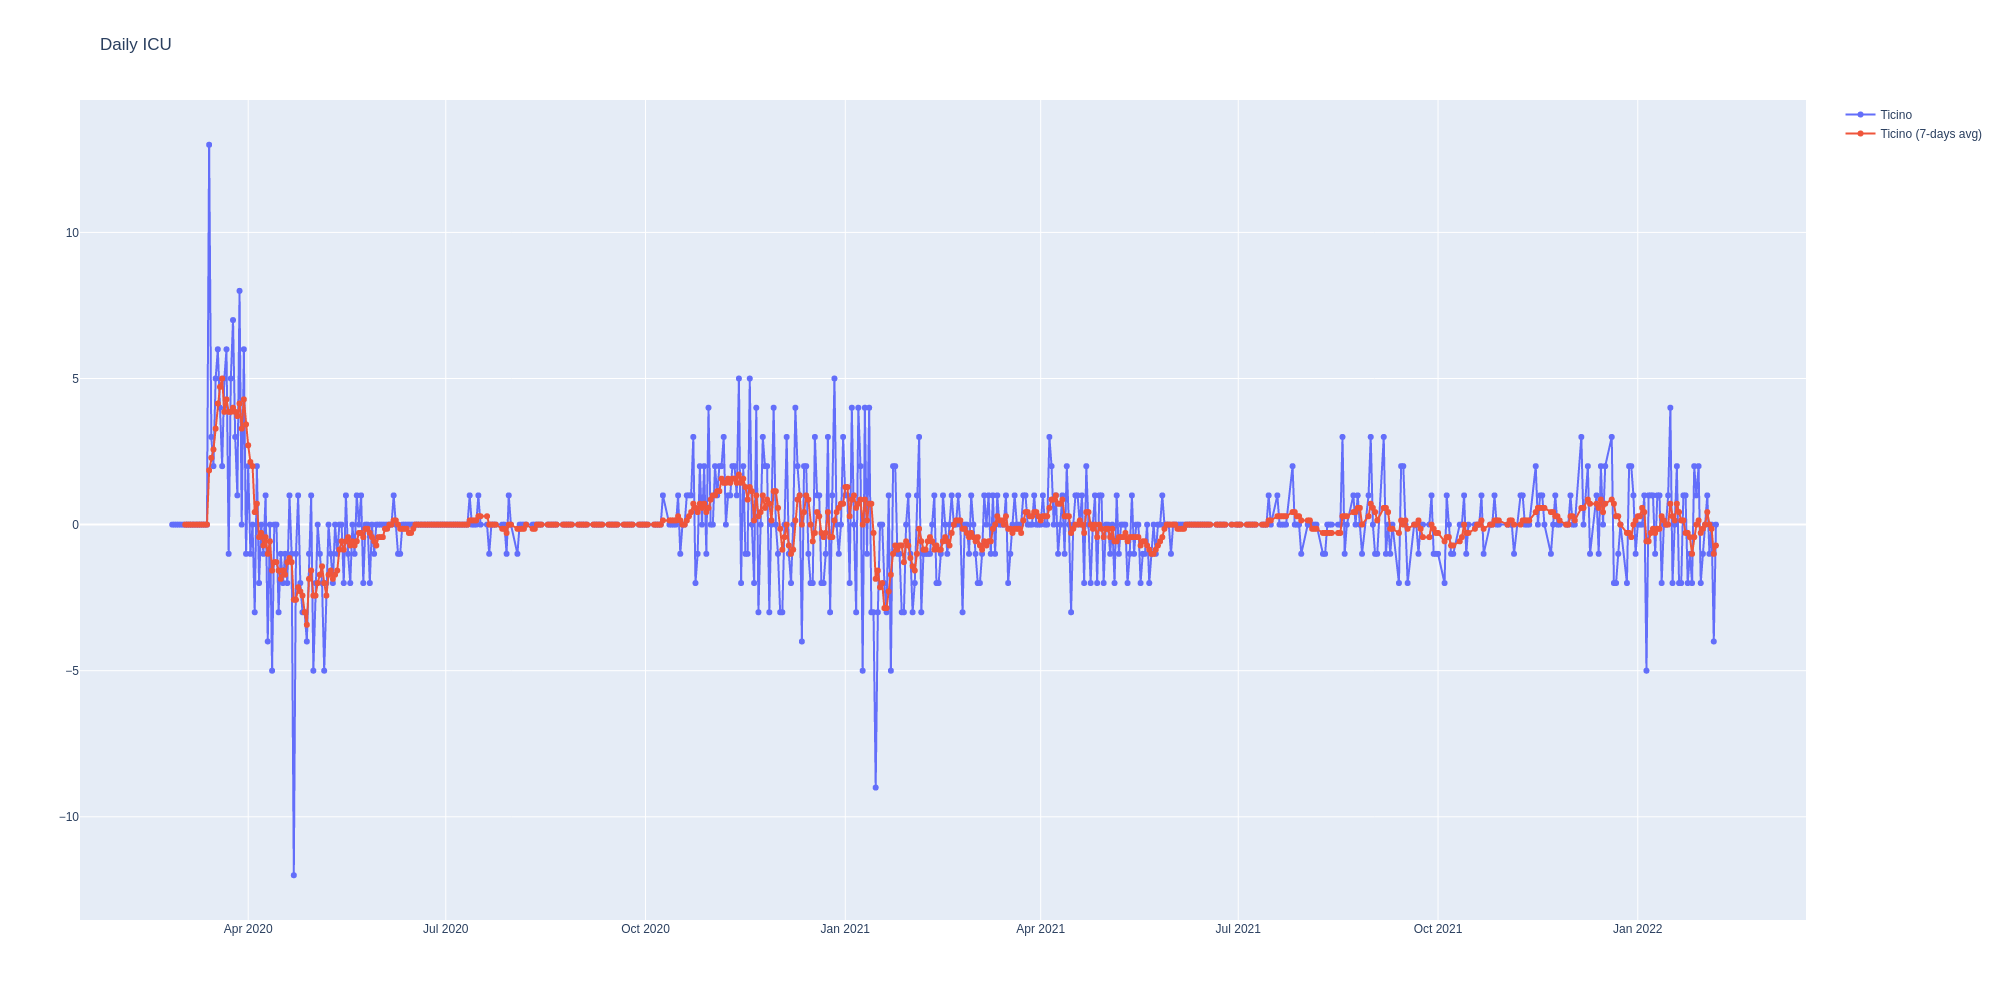 Daily ICU
Ticino
Ticino (7-days avg)
10
5
0
−5
−10
Apr 2020
Jul 2020
Oct 2020
Jan 2021
Apr 2021
Jul 2021
Oct 2021
Jan 2022